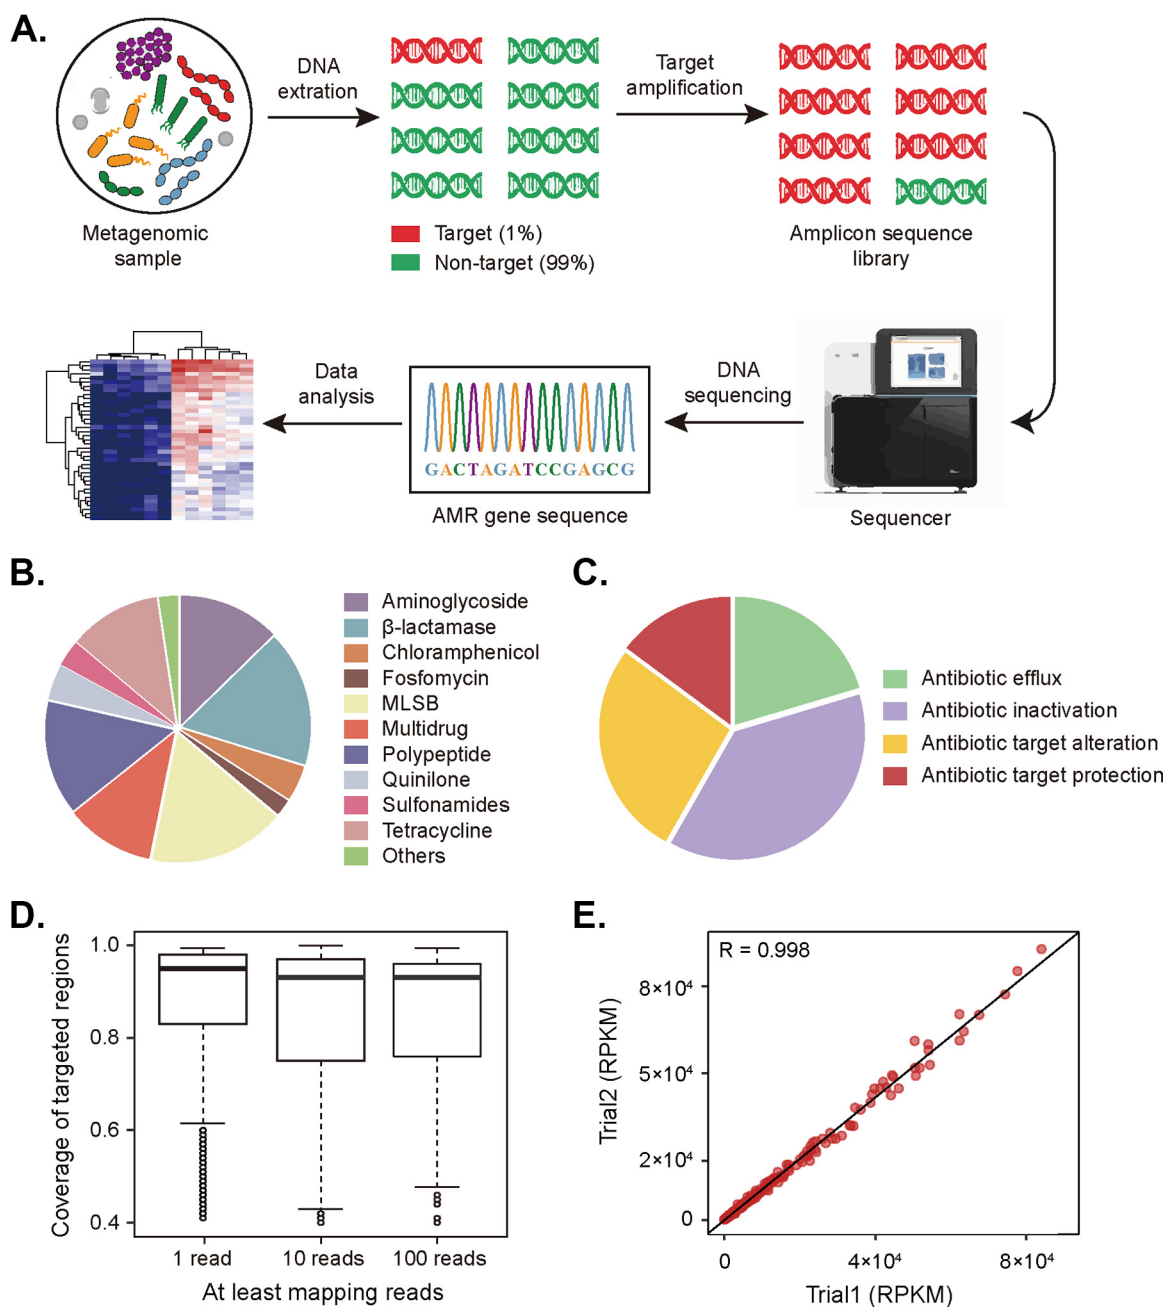 A.
DNA
extration
Target
amplification
Metagenomic
sample
Target (1%)
Non-target (99%)
Amplicon sequence
library
Data
analysis
DNA
sequencing
GACTAGATCCGAGCG
AMR gene sequence
Sequencer
B.
Aminoglycoside
β-lactamase
Chloramphenicol
Fosfomycin
MLSB
Multidrug
Polypeptide
Quinilone
Sulfonamides
Tetracycline
Others
C.
Antibiotic efflux
Antibiotic inactivation
Antibiotic target alteration
Antibiotic target protection
D.
Coverage of targeted regions
1.0
0.8
0.6
0.4
1 read
10 reads
100 reads
At least mapping reads
E.
R = 0.998
Trial2 (RPKM)
8×10⁴
5×10⁴
2×10⁴
0
0
4×10⁴
8×10⁴
Trial1 (RPKM)